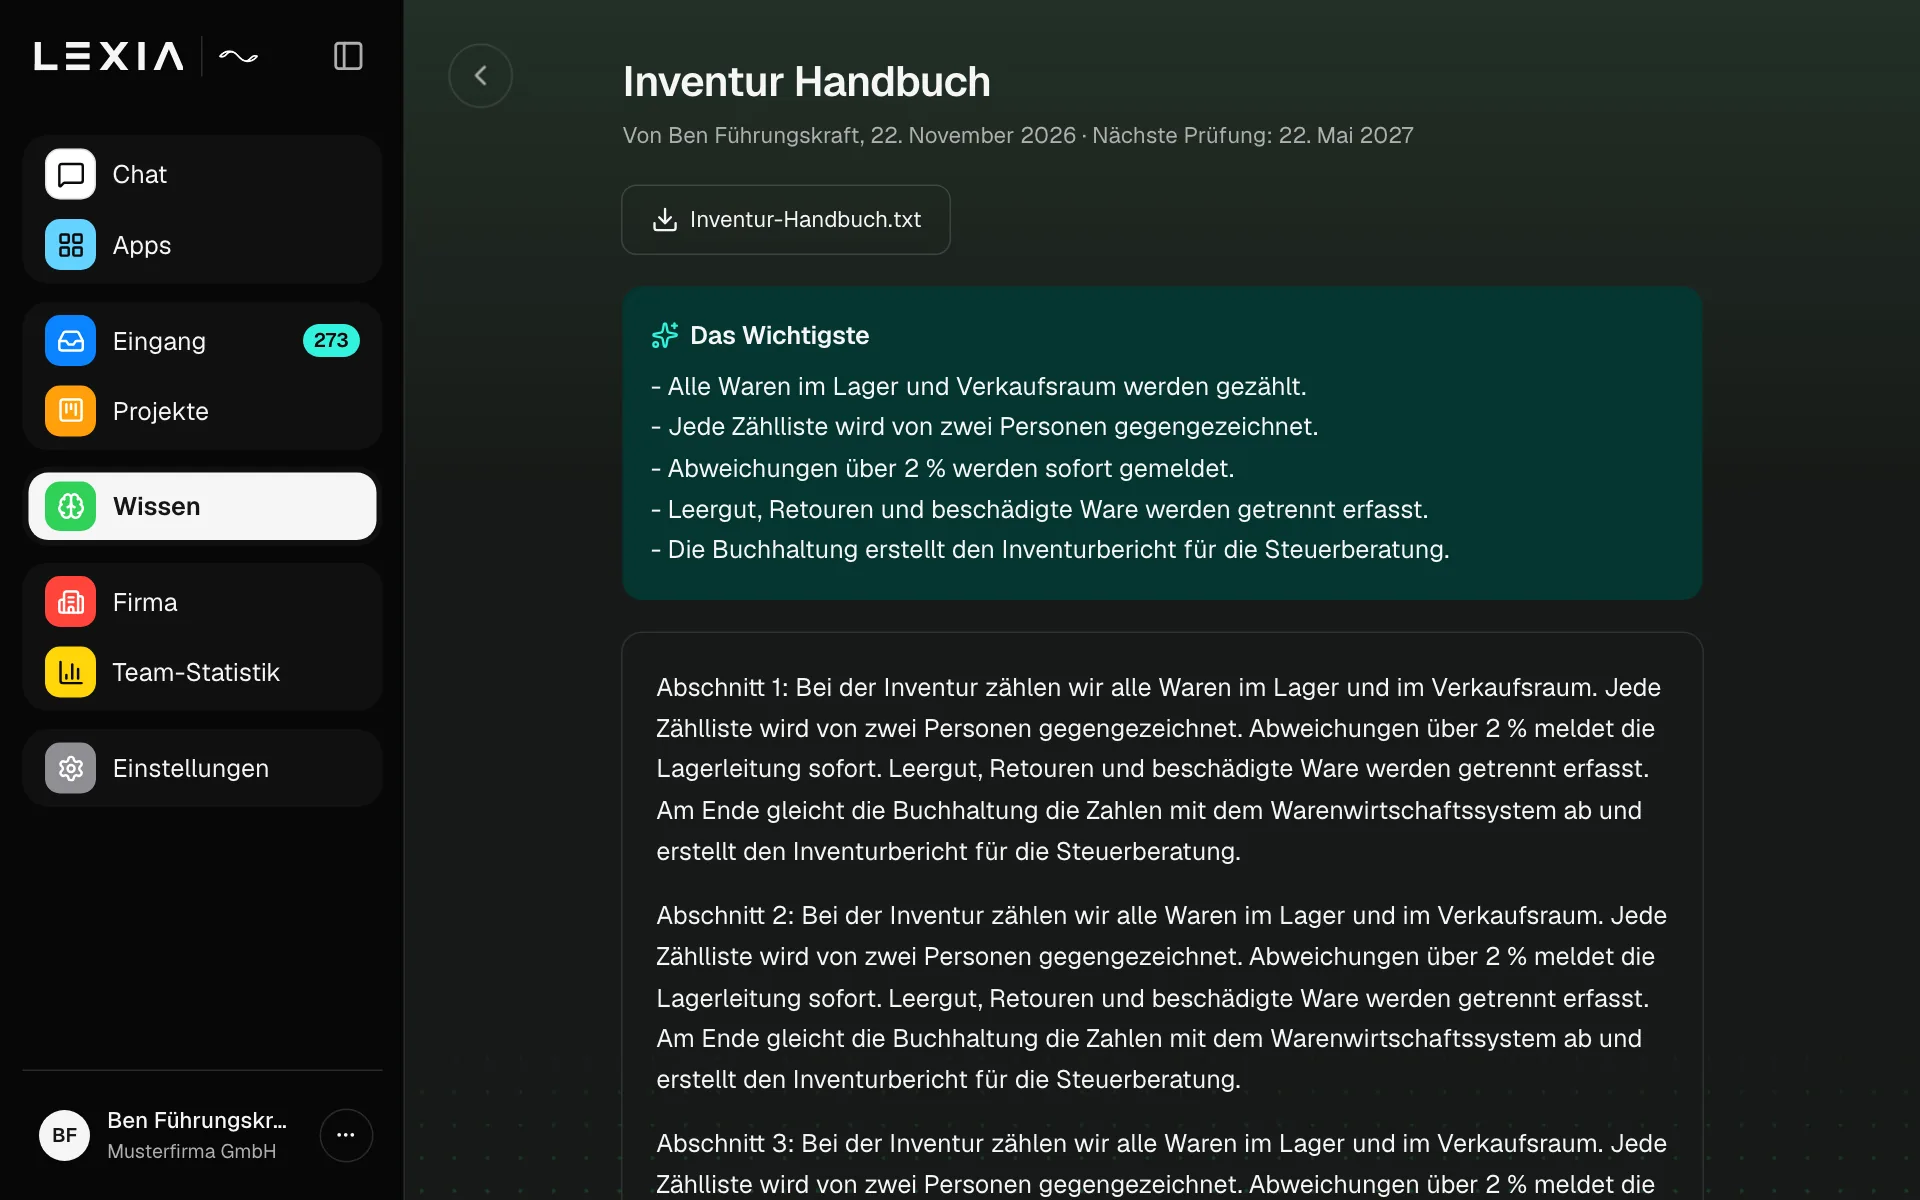 LEXIA
Chat
Apps
Eingang
273
Projekte
Wissen
Firma
Team-Statistik
Einstellungen
BF
Ben Führungskr...
Musterfirma GmbH
Inventur Handbuch
Von Ben Führungskraft, 22. November 2026 · Nächste Prüfung: 22. Mai 2027
Inventur-Handbuch.txt
Das Wichtigste
- Alle Waren im Lager und Verkaufsraum werden gezählt.
- Jede Zählliste wird von zwei Personen gegengezeichnet.
- Abweichungen über 2 % werden sofort gemeldet.
- Leergut, Retouren und beschädigte Ware werden getrennt erfasst.
- Die Buchhaltung erstellt den Inventurbericht für die Steuerberatung.
Abschnitt 1: Bei der Inventur zählen wir alle Waren im Lager und im Verkaufsraum. Jede
Zählliste wird von zwei Personen gegengezeichnet. Abweichungen über 2 % meldet die
Lagerleitung sofort. Leergut, Retouren und beschädigte Ware werden getrennt erfasst.
Am Ende gleicht die Buchhaltung die Zahlen mit dem Warenwirtschaftssystem ab und
erstellt den Inventurbericht für die Steuerberatung.
Abschnitt 2: Bei der Inventur zählen wir alle Waren im Lager und im Verkaufsraum. Jede
Zählliste wird von zwei Personen gegengezeichnet. Abweichungen über 2 % meldet die
Lagerleitung sofort. Leergut, Retouren und beschädigte Ware werden getrennt erfasst.
Am Ende gleicht die Buchhaltung die Zahlen mit dem Warenwirtschaftssystem ab und
erstellt den Inventurbericht für die Steuerberatung.
Abschnitt 3: Bei der Inventur zählen wir alle Waren im Lager und im Verkaufsraum. Jede
Zählliste wird von zwei Personen gegengezeichnet. Abweichungen über 2 % meldet die